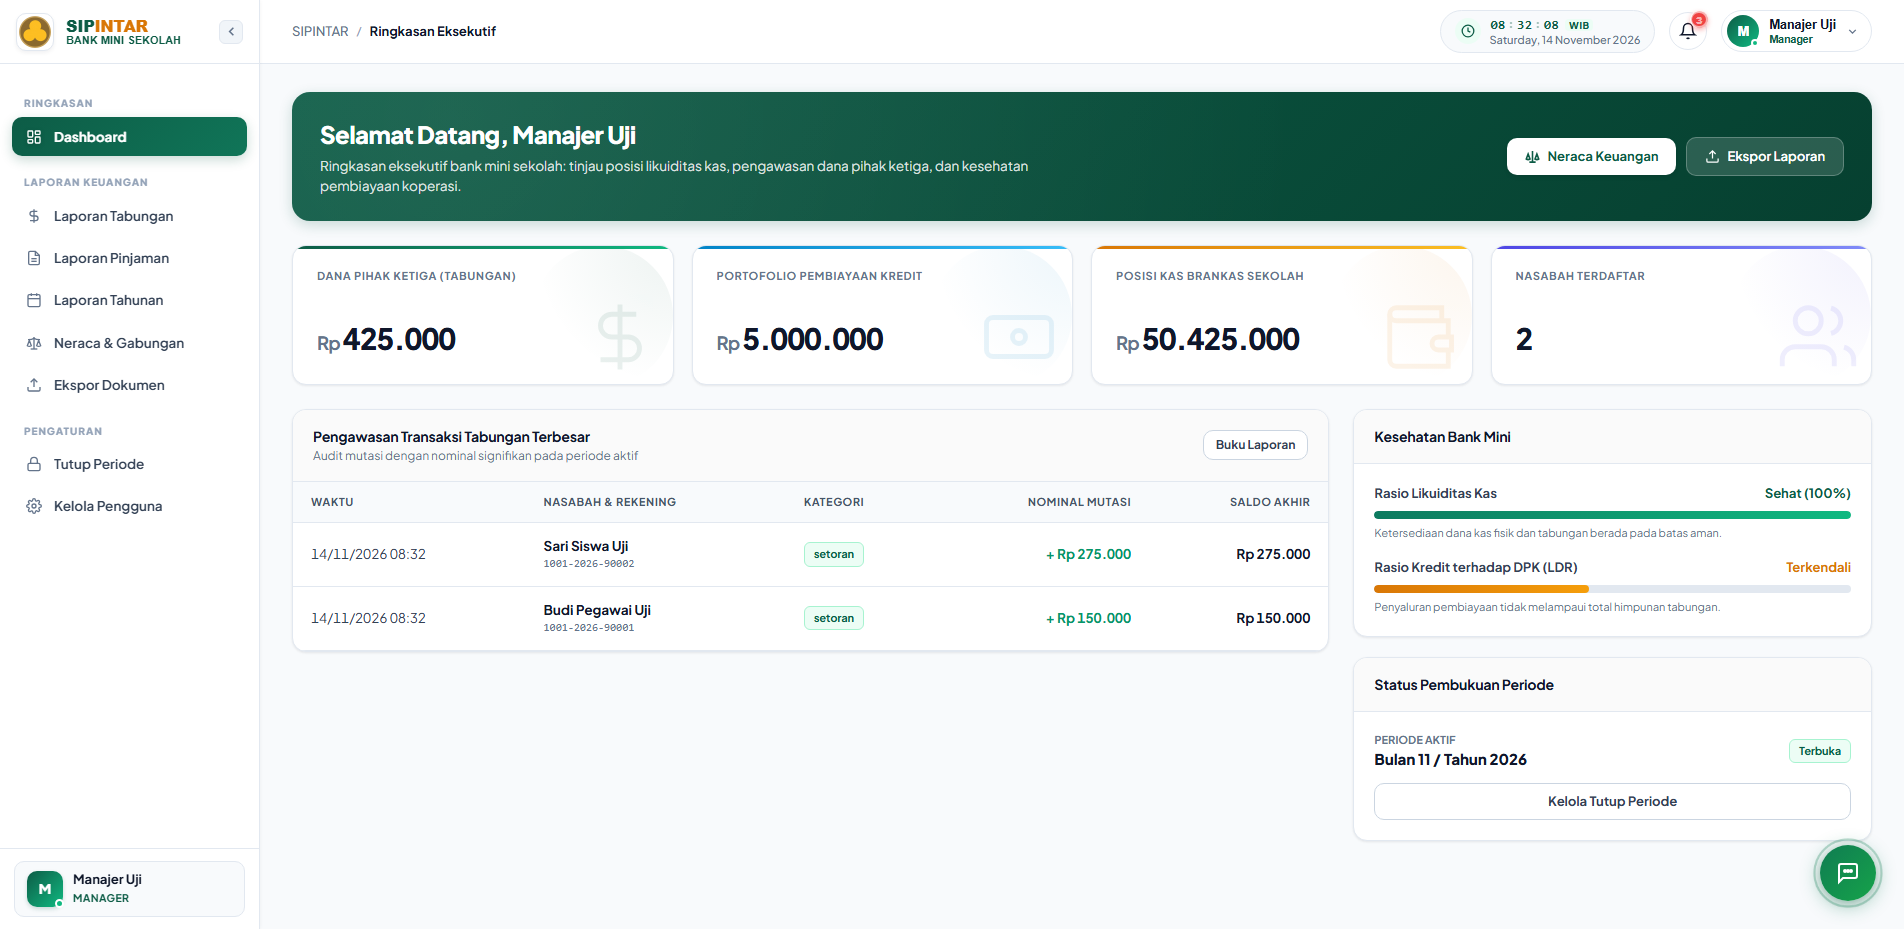 SIPINTAR
BANK MINI SEKOLAH
SIPINTAR / Ringkasan Eksekutif
08 : 32 : 08 WIB
Saturday, 14 November 2026
3
M
Manajer Uji
Manager
RINGKASAN
Dashboard
LAPORAN KEUANGAN
Laporan Tabungan
Laporan Pinjaman
Laporan Tahunan
Neraca & Gabungan
Ekspor Dokumen
PENGATURAN
Tutup Periode
Kelola Pengguna
M
Manajer Uji
MANAGER
Selamat Datang, Manajer Uji
Ringkasan eksekutif bank mini sekolah: tinjau posisi likuiditas kas, pengawasan dana pihak ketiga, dan kesehatan
pembiayaan koperasi.
Neraca Keuangan
Ekspor Laporan
DANA PIHAK KETIGA (TABUNGAN)
Rp 425.000
PORTOFOLIO PEMBIAYAAN KREDIT
Rp 5.000.000
POSISI KAS BRANKAS SEKOLAH
Rp 50.425.000
NASABAH TERDAFTAR
2
Pengawasan Transaksi Tabungan Terbesar
Audit mutasi dengan nominal signifikan pada periode aktif
Buku Laporan
WAKTU NASABAH & REKENING KATEGORI NOMINAL MUTASI SALDO AKHIR
14/11/2026 08:32 Sari Siswa Uji setoran + Rp 275.000 Rp 275.000
1001-2026-90002
14/11/2026 08:32 Budi Pegawai Uji setoran + Rp 150.000 Rp 150.000
1001-2026-90001
Kesehatan Bank Mini
Rasio Likuiditas Kas Sehat (100%)
Ketersediaan dana kas fisik dan tabungan berada pada batas aman.
Rasio Kredit terhadap DPK (LDR) Terkendali
Penyaluran pembiayaan tidak melampaui total himpunan tabungan.
Status Pembukuan Periode
PERIODE AKTIF
Bulan 11 / Tahun 2026
Terbuka
Kelola Tutup Periode